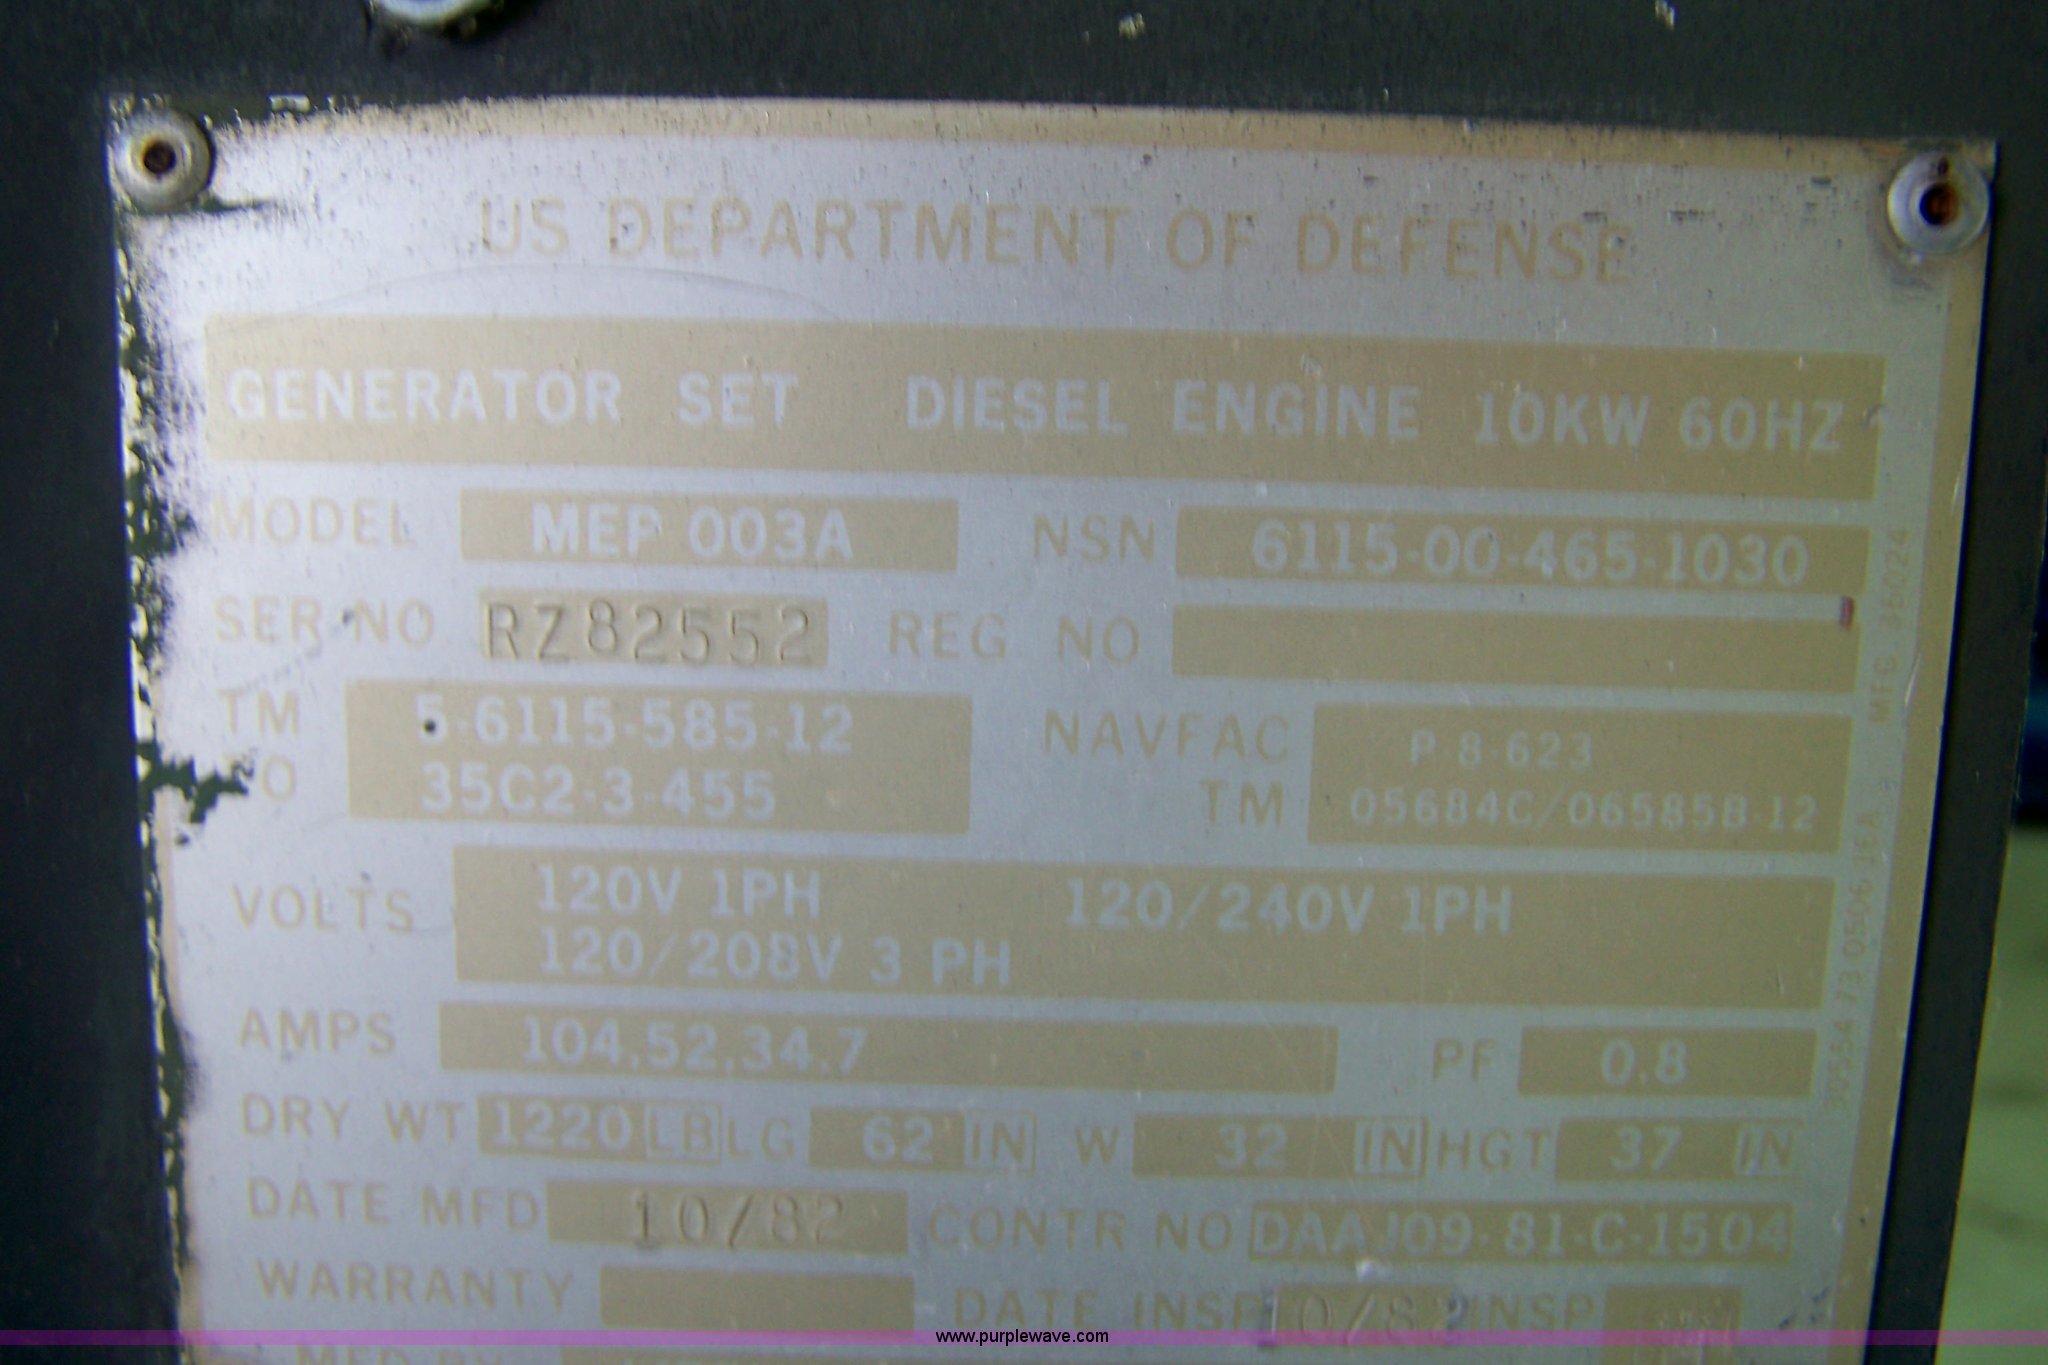 US DEPARTMENT OF DEFENSE
GENERATOR SET DIESEL ENGINE 10KW 60HZ
MODEL MEP 003A NSN 6115-00-465-1030
SER NO RZ82552 REG NO
TM 5-6115-585-12 NAVFAC P-8-623
TO 35C2-3-455 TM 05684C/06585B-12
VOLTS 120V 1PH 120/240V 1PH
120/208V 3 PH
AMPS 104,52,34.7 PF 0.8
DRY WT 1220 LB LG 62 IN W 32 IN HGT 37 IN
DATE MFD 10/82 CONTR NO DAAJ09-81-C-1504
WARRANTY DATE INSP 10/82 INSP
MFD BY
www.purplewave.com